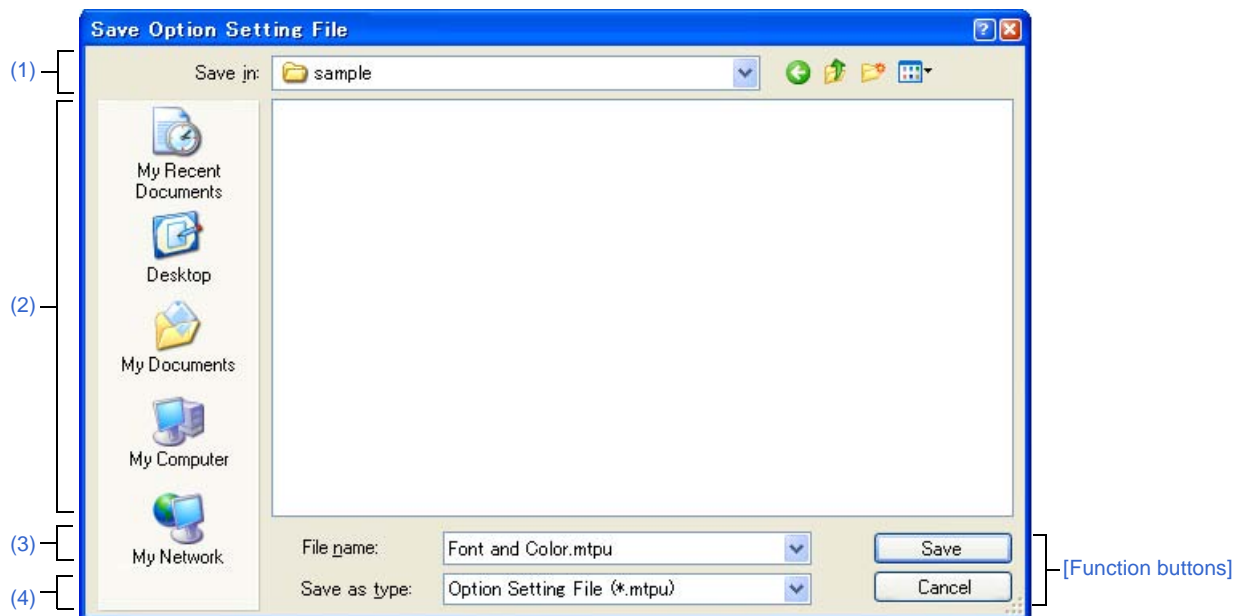 Save Option Setting File
(1)
Save in:
sample
(2)
My Recent
Documents
Desktop
My Documents
My Computer
My Network
(3)
File name:
Font and Color.mtpu
Save
(4)
Save as type:
Option Setting File (*.mtpu)
Cancel
[Function buttons]